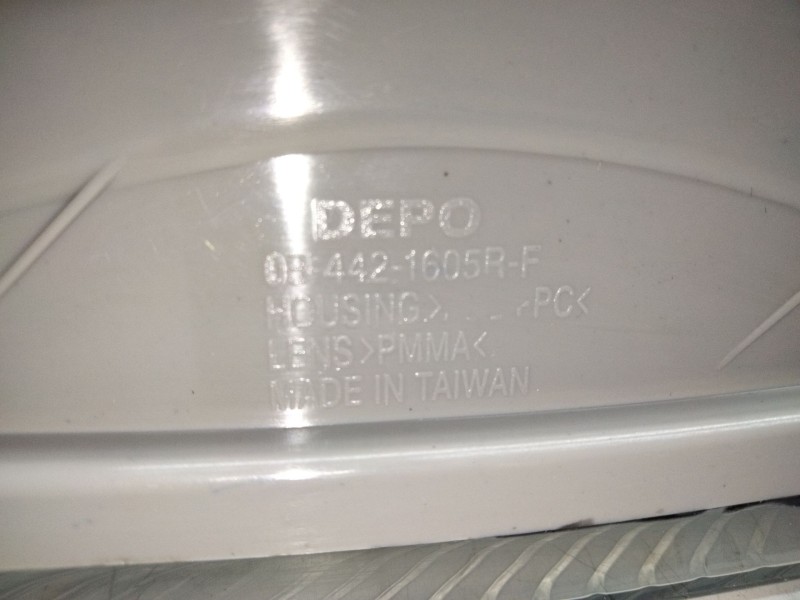 DEPO
442-1605R-F
HOUSING> PC<
LENS>PMMA<
MADE IN TAIWAN